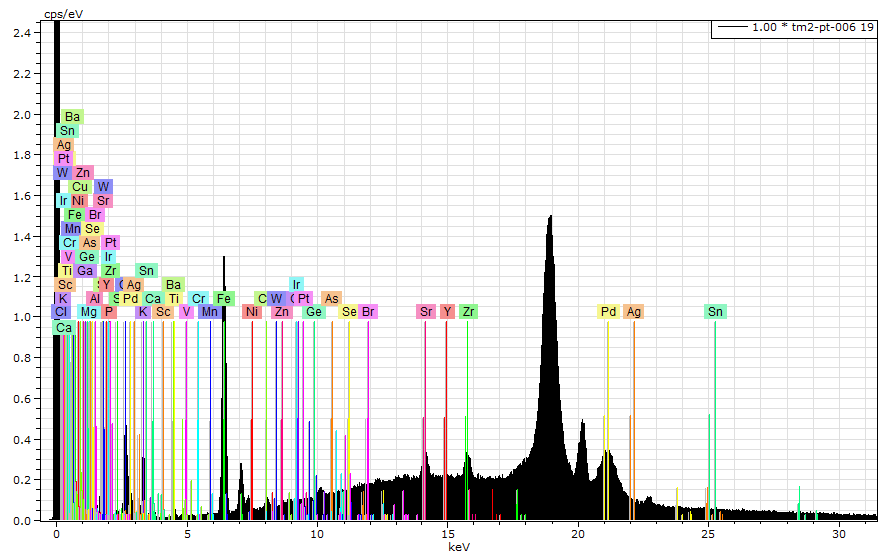 cps/eV
1.00 * tm2-pt-006 19
2.4
2.2
2.0
1.8
1.6
1.4
1.2
1.0
0.8
0.6
0.4
0.2
0.0
Ba
Sn
Ag
Pt
W Zn
Cu W
Ir Ni Sr
Fe Br
Mn Se
Cr As Pt
V Ge Ir
Ti Ga Zr Sn
Sc Y Ag Ba Ir
K Al Pd Ca Ti Cr Fe W Pt As
Cl Mg P K Sc V Mn Ni Zn Ge Se Br Sr Y Zr Pd Ag Sn
Ca
0 5 10 15 20 25 30
keV